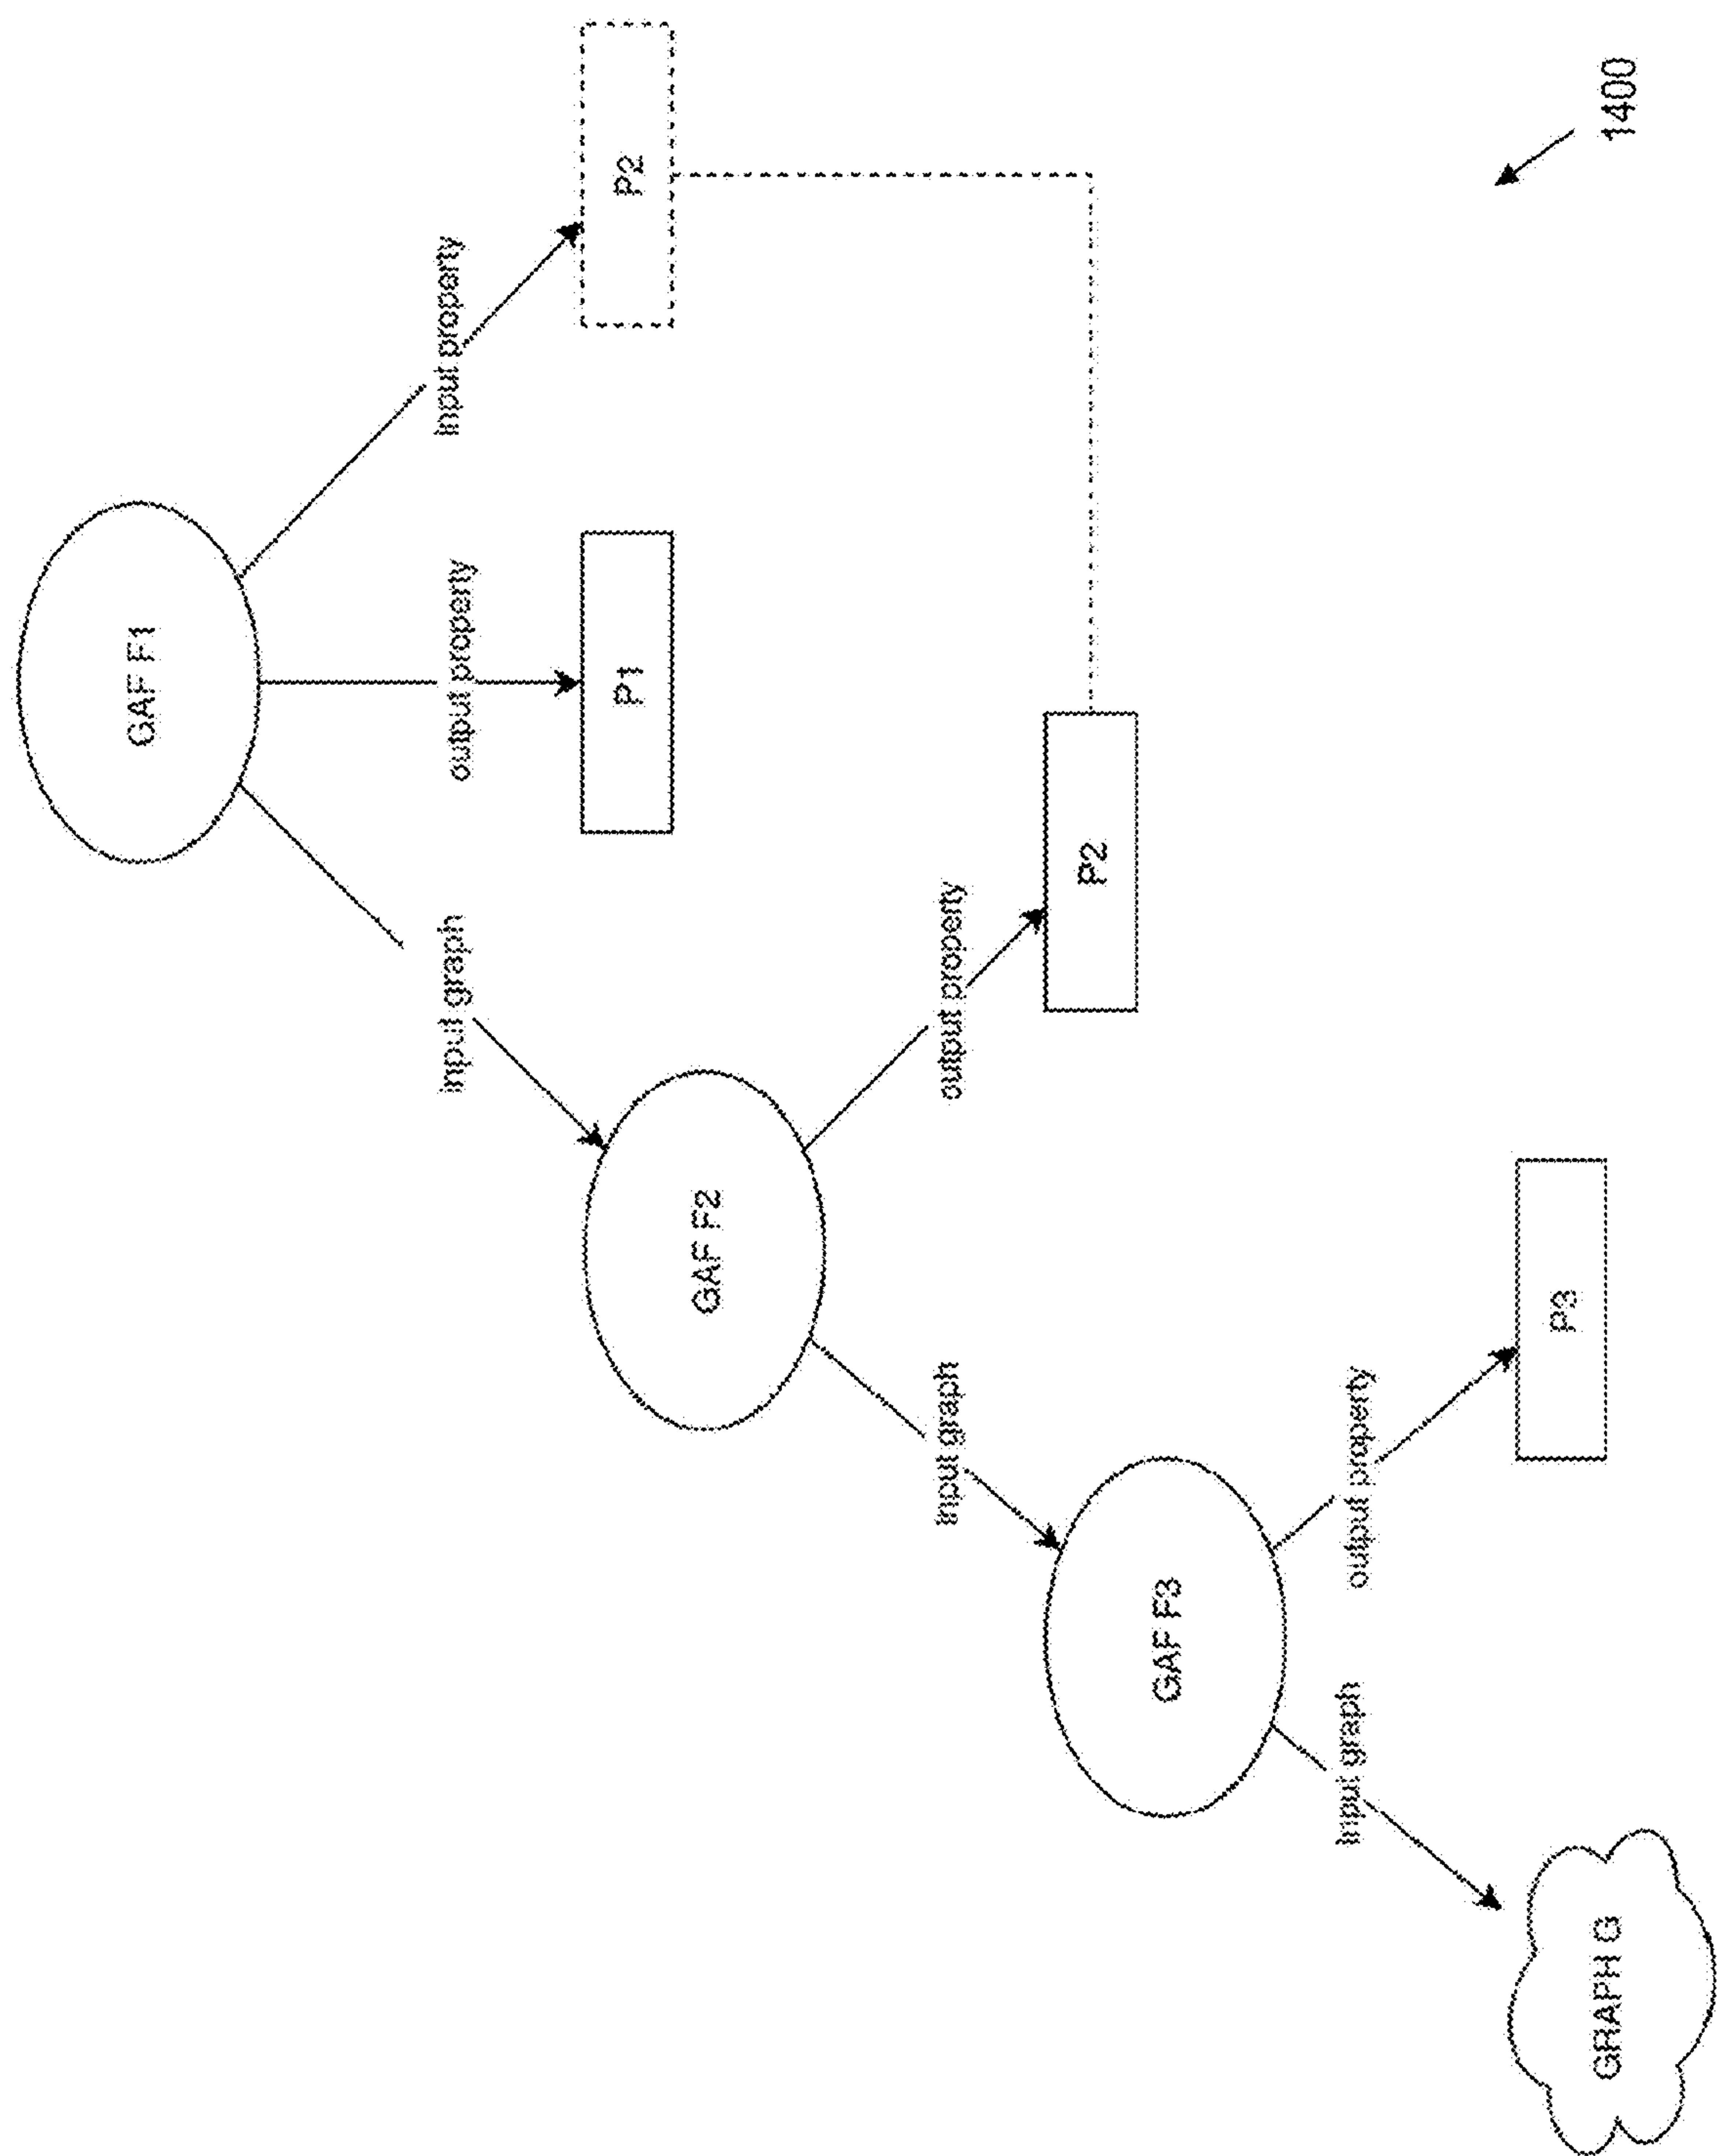 GAF F1
input graph
output property
input property
P1
P2
GAF F2
input graph
output property
P2
GAF F3
input graph
output property
P3
GRAPH G
1400